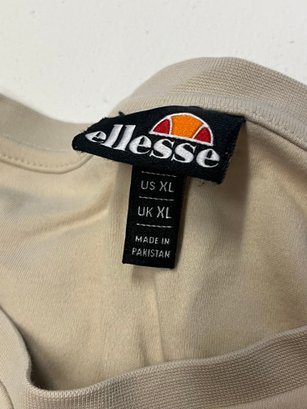 ellesse
US XL
UK XL
MADE IN
PAKISTAN